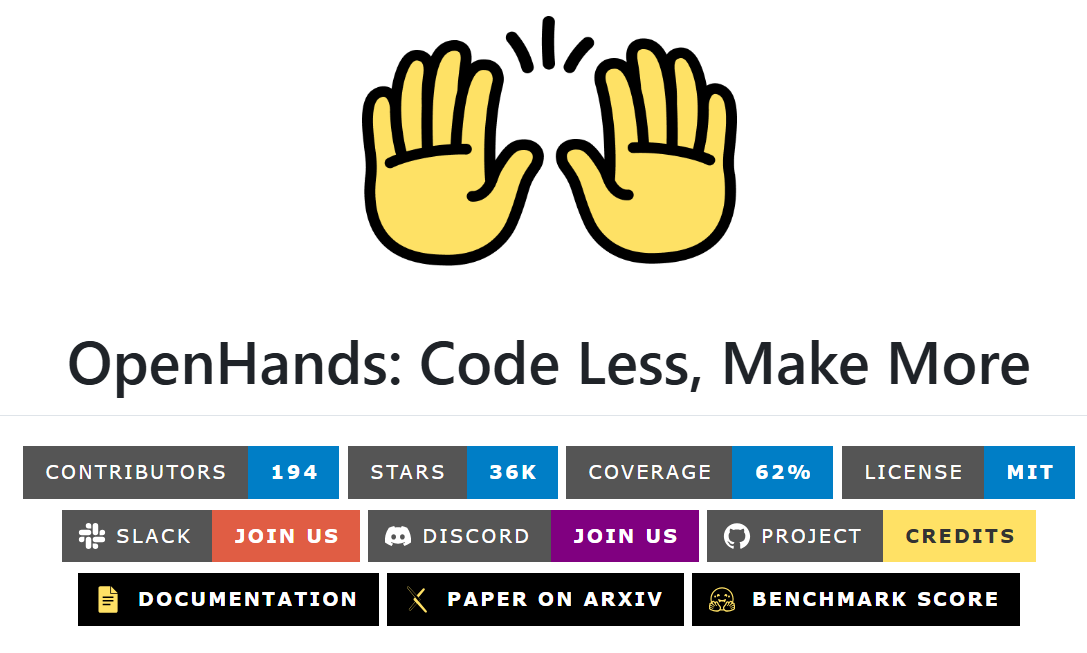 OpenHands: Code Less, Make More
CONTRIBUTORS 194 STARS 36K COVERAGE 62% LICENSE MIT
SLACK JOIN US DISCORD JOIN US PROJECT CREDITS
DOCUMENTATION PAPER ON ARXIV BENCHMARK SCORE